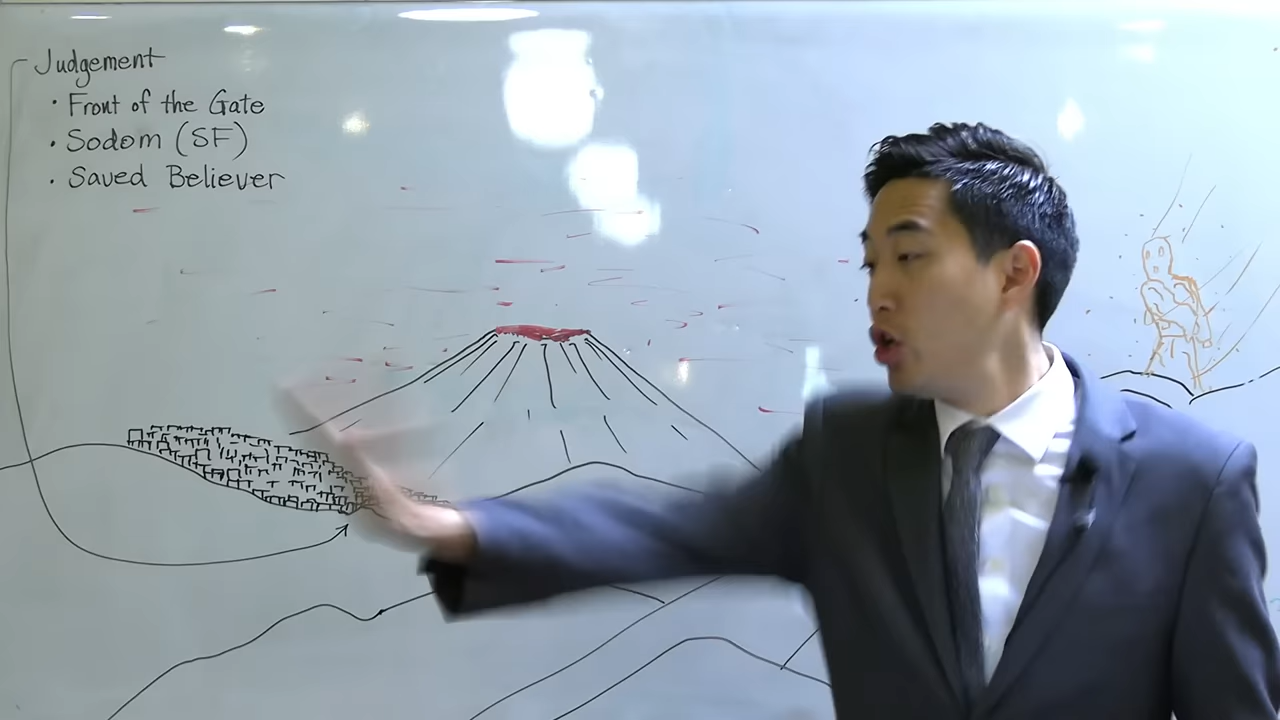 Judgement
· Front of the Gate
· Sodom (SF)
· Saved Believer